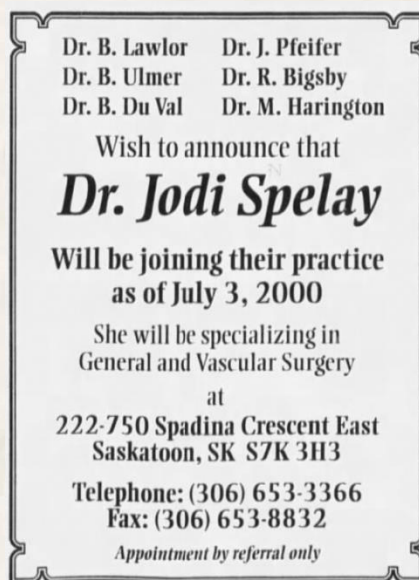 Dr. B. Lawlor Dr. J. Pfeifer
Dr. B. Ulmer Dr. R. Bigsby
Dr. B. Du Val Dr. M. Harington
Wish to announce that
Dr. Jodi Spelay
Will be joining their practice
as of July 3, 2000
She will be specializing in
General and Vascular Surgery
at
222-750 Spadina Crescent East
Saskatoon, SK S7K 3H3
Telephone: (306) 653-3366
Fax: (306) 653-8832
Appointment by referral only